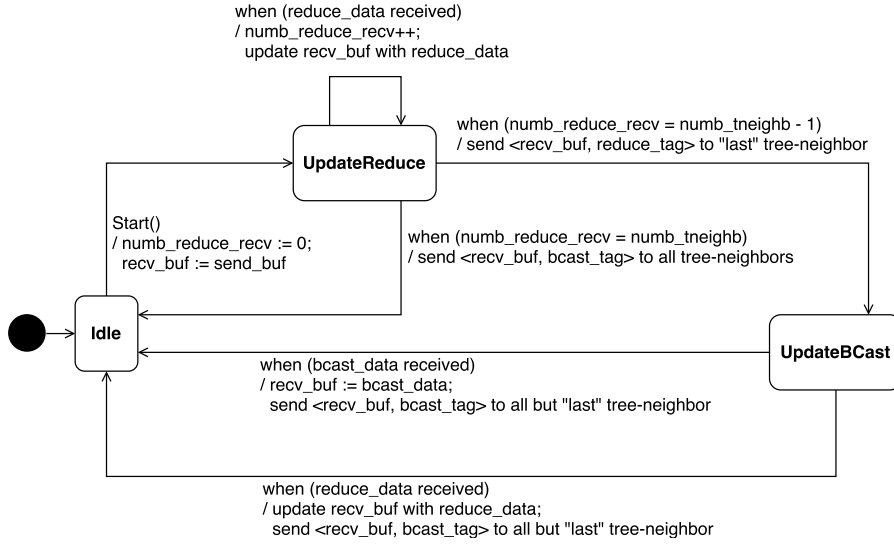 when (reduce_data received)
/ numb_reduce_recv++;
update recv_buf with reduce_data
when (numb_reduce_recv = numb_tneighb - 1)
/ send <recv_buf, reduce_tag> to "last" tree-neighbor
UpdateReduce
Start()
/ numb_reduce_recv := 0;
recv_buf := send_buf
when (numb_reduce_recv = numb_tneighb)
/ send <recv_buf, bcast_tag> to all tree-neighbors
Idle
UpdateBCast
when (bcast_data received)
/ recv_buf := bcast_data;
send <recv_buf, bcast_tag> to all but "last" tree-neighbor
when (reduce_data received)
/ update recv_buf with reduce_data;
send <recv_buf, bcast_tag> to all but "last" tree-neighbor